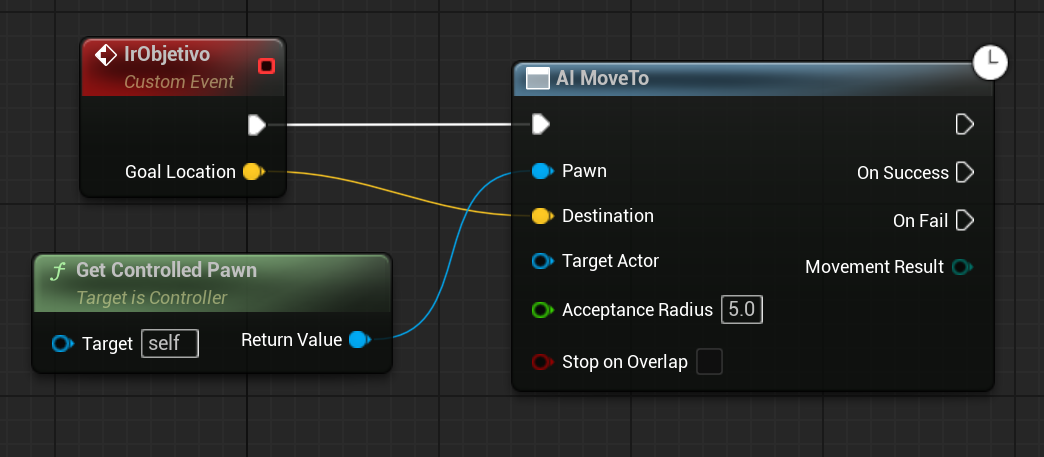 IrObjetivo
Custom Event
Goal Location
Get Controlled Pawn
Target is Controller
Target self Return Value
AI MoveTo
Pawn On Success
Destination On Fail
Target Actor Movement Result
Acceptance Radius 5.0
Stop on Overlap